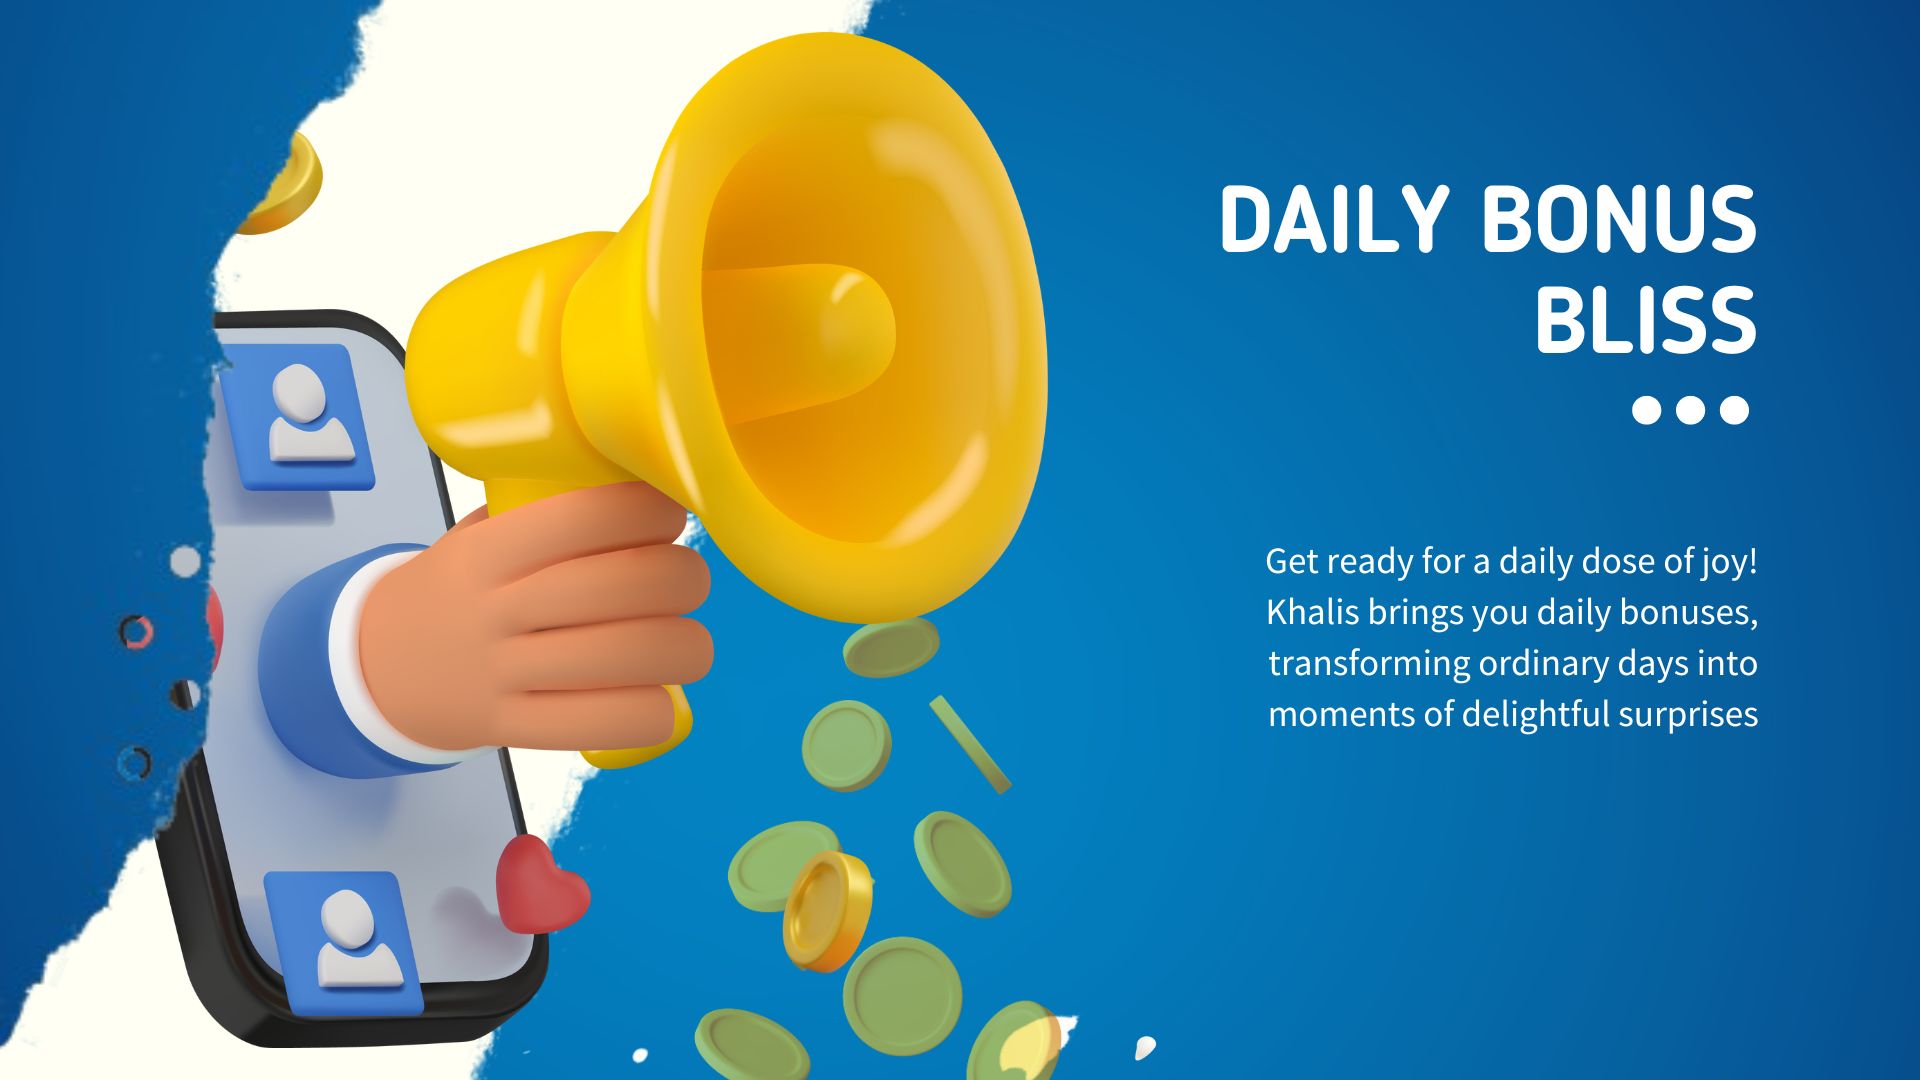 DAILY BONUS
BLISS
Get ready for a daily dose of joy!
Khalis brings you daily bonuses,
transforming ordinary days into
moments of delightful surprises